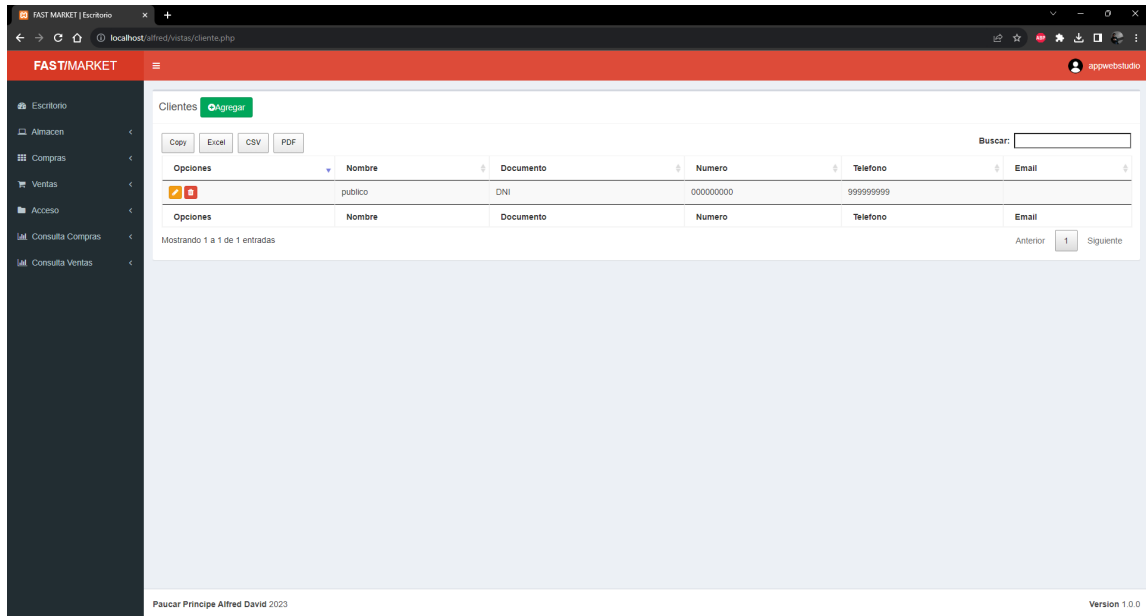 FAST MARKET | Escritorio
localhost/alfred/vistas/cliente.php
ABP
FAST/MARKET
appwebstudio
Escritorio
Almacen
Compras
Ventas
Acceso
Consulta Compras
Consulta Ventas
Clientes Agregar
Copy Excel CSV PDF Buscar:
Opciones Nombre Documento Numero Telefono Email
publico DNI 000000000 999999999
Opciones Nombre Documento Numero Telefono Email
Mostrando 1 a 1 de 1 entradas Anterior 1 Siguiente
Paucar Principe Alfred David 2023 Version 1.0.0